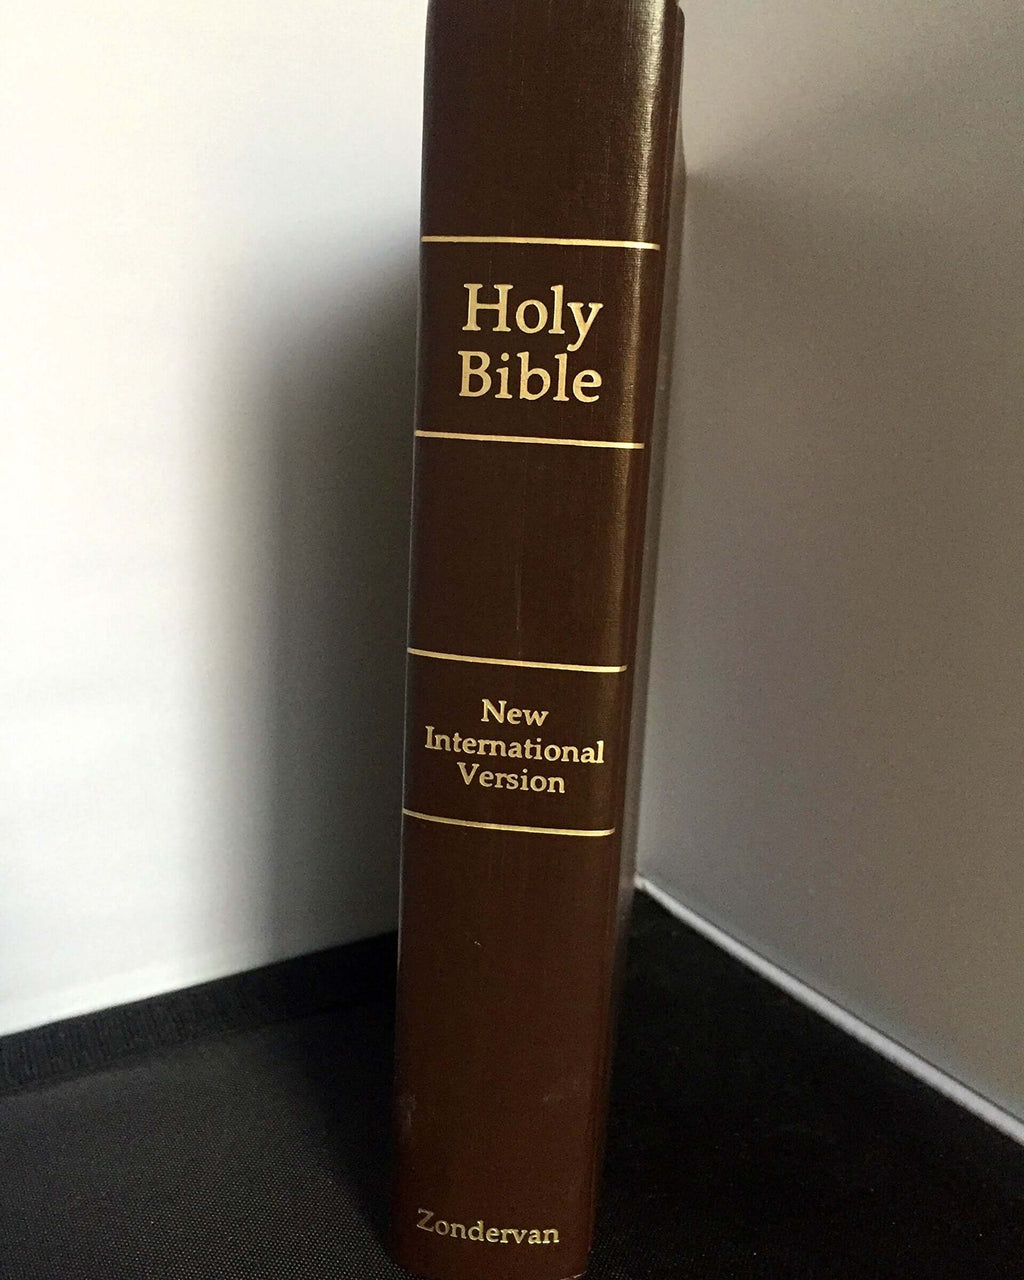 Holy
Bible
New
International
Version
Zondervan